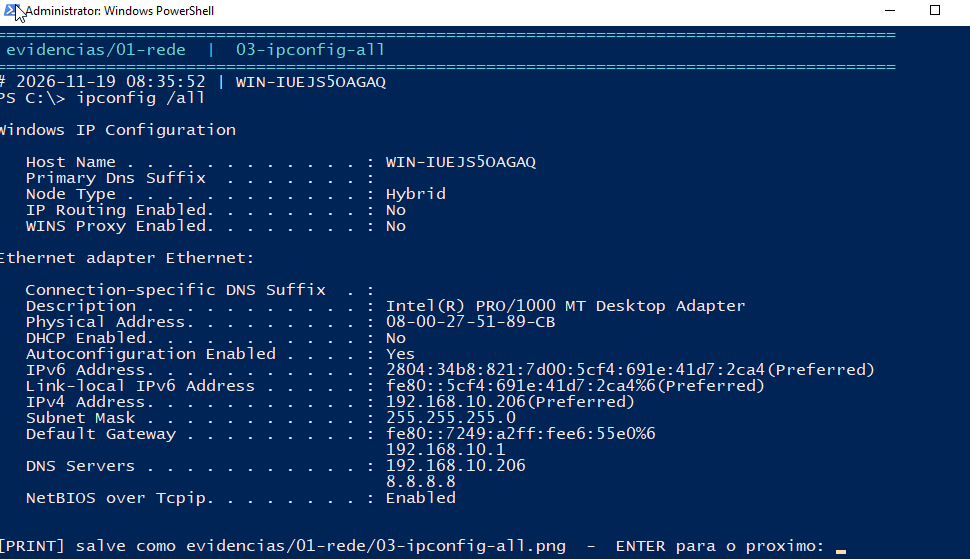 Administrator: Windows PowerShell
================================================================================
evidencias/01-rede | 03-ipconfig-all
================================================================================
# 2026-11-19 08:35:52 | WIN-IUEJS5OAGAQ
PS C:\> ipconfig /all
Windows IP Configuration
Host Name . . . . . . . . . . . . : WIN-IUEJS5OAGAQ
Primary Dns Suffix . . . . . . . :
Node Type . . . . . . . . . . . . : Hybrid
IP Routing Enabled. . . . . . . . : No
WINS Proxy Enabled. . . . . . . . : No
Ethernet adapter Ethernet:
Connection-specific DNS Suffix . :
Description . . . . . . . . . . . : Intel(R) PRO/1000 MT Desktop Adapter
Physical Address. . . . . . . . . : 08-00-27-51-89-CB
DHCP Enabled. . . . . . . . . . . : No
Autoconfiguration Enabled . . . . : Yes
IPv6 Address. . . . . . . . . . . : 2804:34b8:821:7d00:5cf4:691e:41d7:2ca4(Preferred)
Link-local IPv6 Address . . . . . : fe80::5cf4:691e:41d7:2ca4%6(Preferred)
IPv4 Address. . . . . . . . . . . : 192.168.10.206(Preferred)
Subnet Mask . . . . . . . . . . . : 255.255.255.0
Default Gateway . . . . . . . . . : fe80::7249:a2ff:fee6:55e0%6
192.168.10.1
DNS Servers . . . . . . . . . . . : 192.168.10.206
8.8.8.8
NetBIOS over Tcpip. . . . . . . . : Enabled
[PRINT] salve como evidencias/01-rede/03-ipconfig-all.png - ENTER para o proximo: